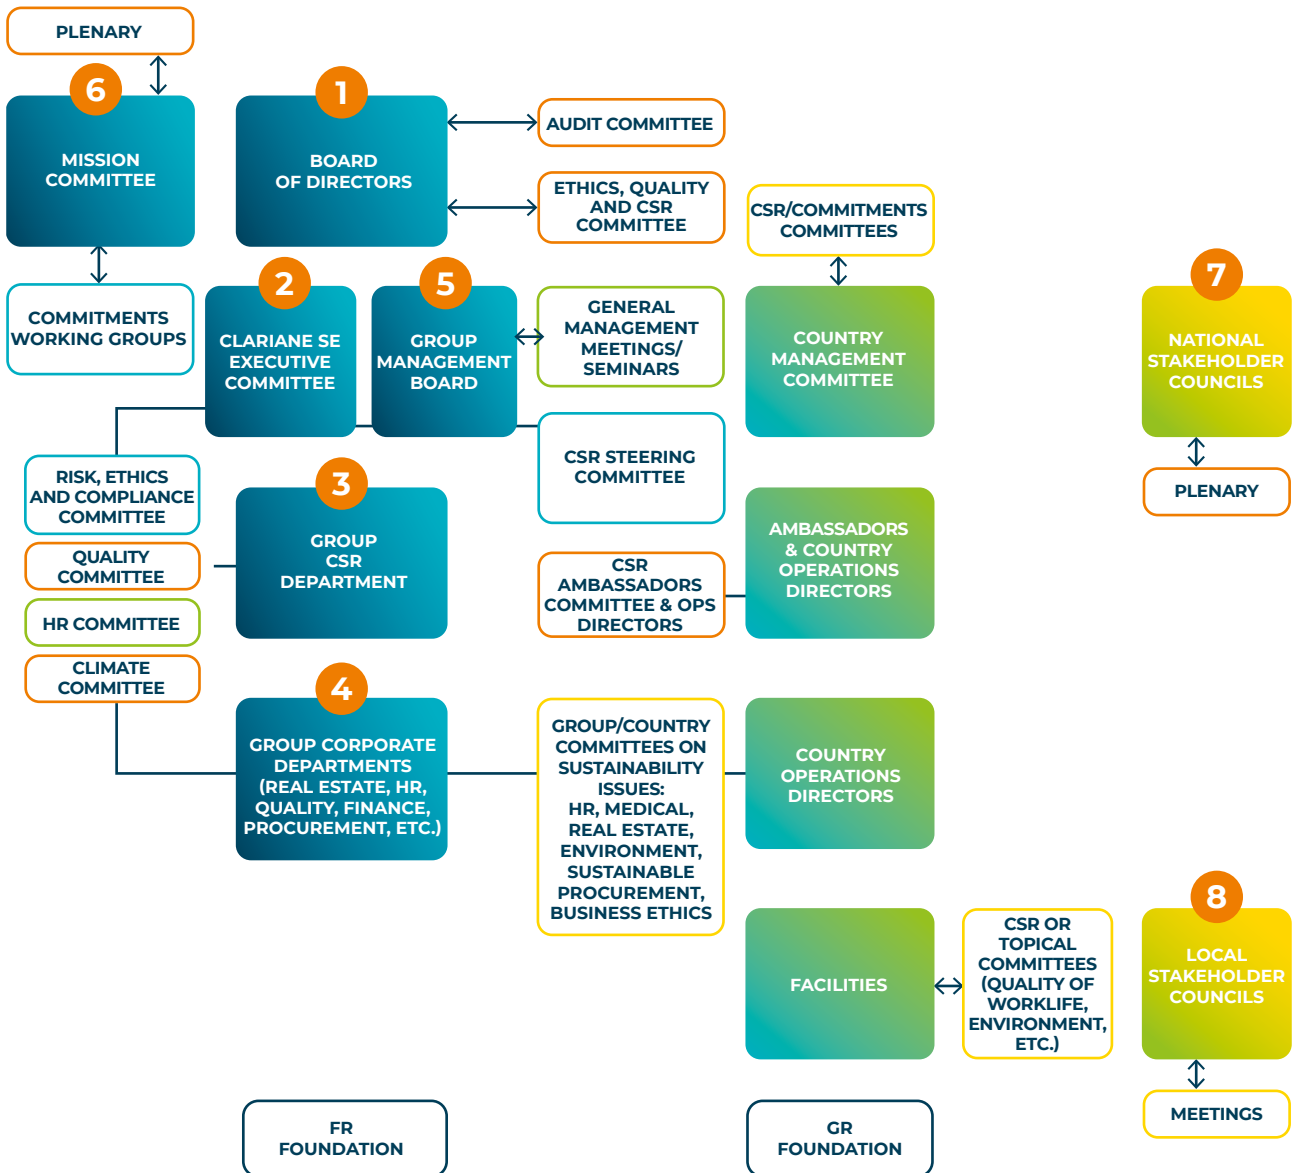 PLENARY
6
MISSION
COMMITTEE
COMMITMENTS
WORKING GROUPS
1
BOARD
OF DIRECTORS
AUDIT COMMITTEE
ETHICS, QUALITY
AND CSR
COMMITTEE
2
CLARIANE SE
EXECUTIVE
COMMITTEE
5
GROUP
MANAGEMENT
BOARD
GENERAL
MANAGEMENT
MEETINGS/
SEMINARS
CSR/COMMITMENTS
COMMITTEES
COUNTRY
MANAGEMENT
COMMITTEE
7
NATIONAL
STAKEHOLDER
COUNCILS
PLENARY
RISK, ETHICS
AND COMPLIANCE
COMMITTEE
QUALITY
COMMITTEE
HR COMMITTEE
CLIMATE
COMMITTEE
3
GROUP
CSR
DEPARTMENT
CSR STEERING
COMMITTEE
CSR
AMBASSADORS
COMMITTEE & OPS
DIRECTORS
AMBASSADORS
& COUNTRY
OPERATIONS
DIRECTORS
4
GROUP CORPORATE
DEPARTMENTS
(REAL ESTATE, HR,
QUALITY, FINANCE,
PROCUREMENT, ETC.)
GROUP/COUNTRY
COMMITTEES ON
SUSTAINABILITY
ISSUES:
HR, MEDICAL,
REAL ESTATE,
ENVIRONMENT,
SUSTAINABLE
PROCUREMENT,
BUSINESS ETHICS
COUNTRY
OPERATIONS
DIRECTORS
FACILITIES
CSR OR
TOPICAL
COMMITTEES
(QUALITY OF
WORKLIFE,
ENVIRONMENT,
ETC.)
8
LOCAL
STAKEHOLDER
COUNCILS
MEETINGS
FR
FOUNDATION
GR
FOUNDATION